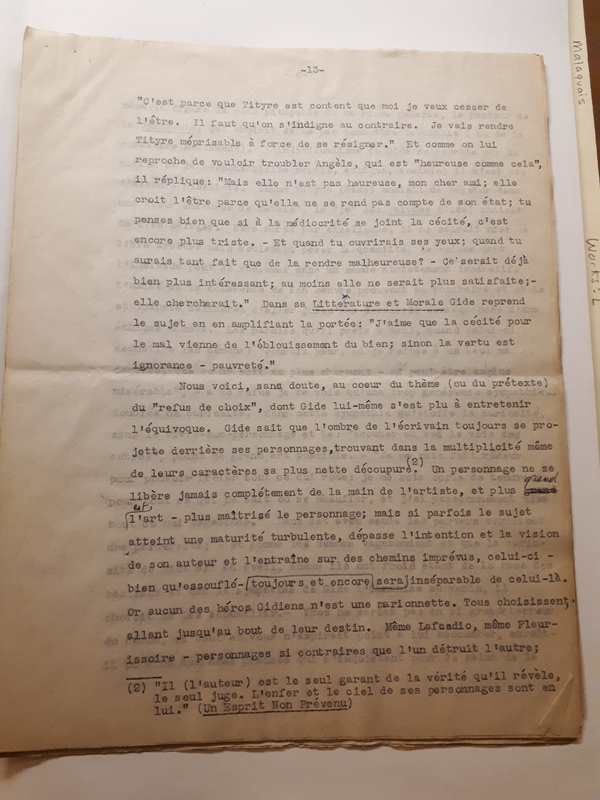 -13-
"C'est parce que Tityre est content que moi je veux cesser de
l'être. Il faut qu'on s'indigne au contraire. Je vais rendre
Tityre méprisable à force de se résigner." Et comme on lui
reproche de vouloir troubler Angèle, qui est "heureuse comme cela",
il réplique: "Mais elle n'est pas heureuse, mon cher ami; elle
croit l'être parce qu'elle ne se rend pas compte de son état; tu
penses bien que si à la médiocrité se joint la cécité, c'est
encore plus triste. - Et quand tu ouvrirais ses yeux; quand tu
aurais tant fait que de la rendre malheureuse? - Ce serait déjà
bien plus intéressant; au moins elle ne serait plus satisfaite;-
elle chercherait." Dans sa Littérature et Morale Gide reprend
le sujet en en amplifiant la portée: "J'aime que la cécité pour
le mal vienne de l'éblouissement du bien; sinon la vertu est
ignorance - pauvreté."
Nous voici, sans doute, au coeur du thème (ou du prétexte)
du "refus de choix", dont Gide lui-même s'est plu à entretenir
l'équivoque. Gide sait que l'ombre de l'écrivain toujours se pro-
jette derrière ses personnages, trouvant dans la multiplicité même
de leurs caractères sa plus nette découpure.(2) Un personnage ne se
libère jamais complétement de la main de l'artiste, et plus grand
est
l'art - plus maîtrisé le personnage; mais si parfois le sujet
atteint une maturité turbulente, dépasse l'intention et la vision
de son auteur et l'entraîne sur des chemins imprévus, celui-ci -
bien qu'essouflé- toujours et encore sera inséparable de celui-là.
Or aucun des héros Gidiens n'est une marionnette. Tous choisissent,
allant jusqu'au bout de leur destin. Même Lafcadio, même Fleur-
issoire - personnages si contraires que l'un détruit l'autre;
(2) "Il (l'auteur) est le seul garant de la vérité qu'il révèle,
le seul juge. L'enfer et le ciel de ses personnages sont en
lui." (Un Esprit Non Prévenu)
Malaquais
Works: L